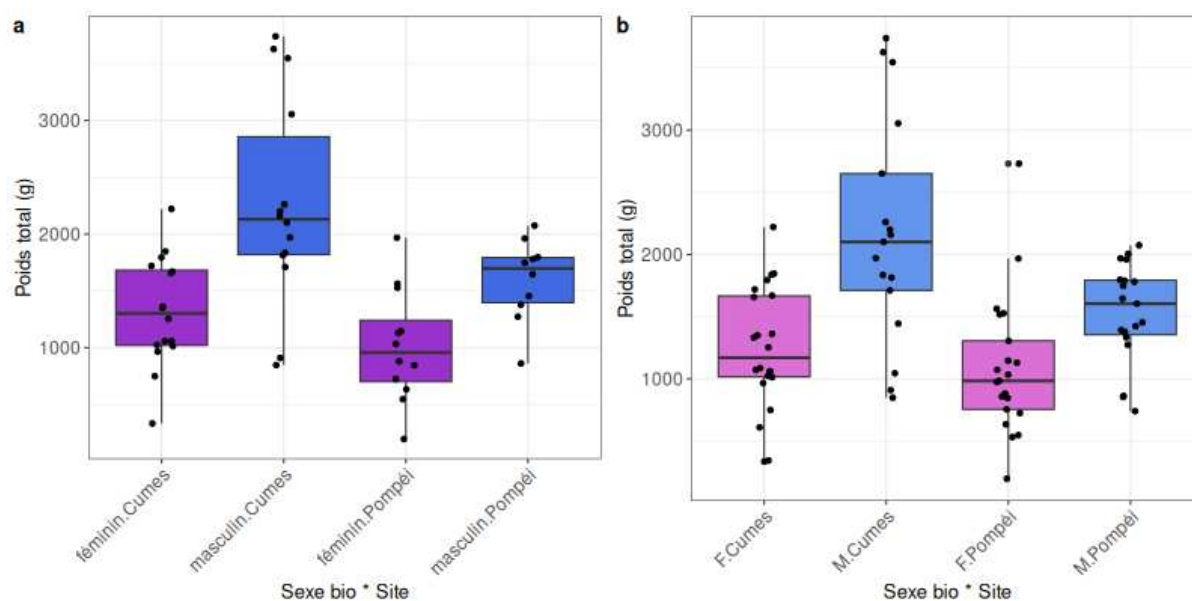 a
Poids total (g)
3000
2000
1000
féminin.Cumes
masculin.Cumes
féminin.Pompéi
masculin.Pompéi
Sexe bio * Site
b
Poids total (g)
3000
2000
1000
F.Cumes
M.Cumes
F.Pompéi
M.Pompéi
Sexe bio * Site